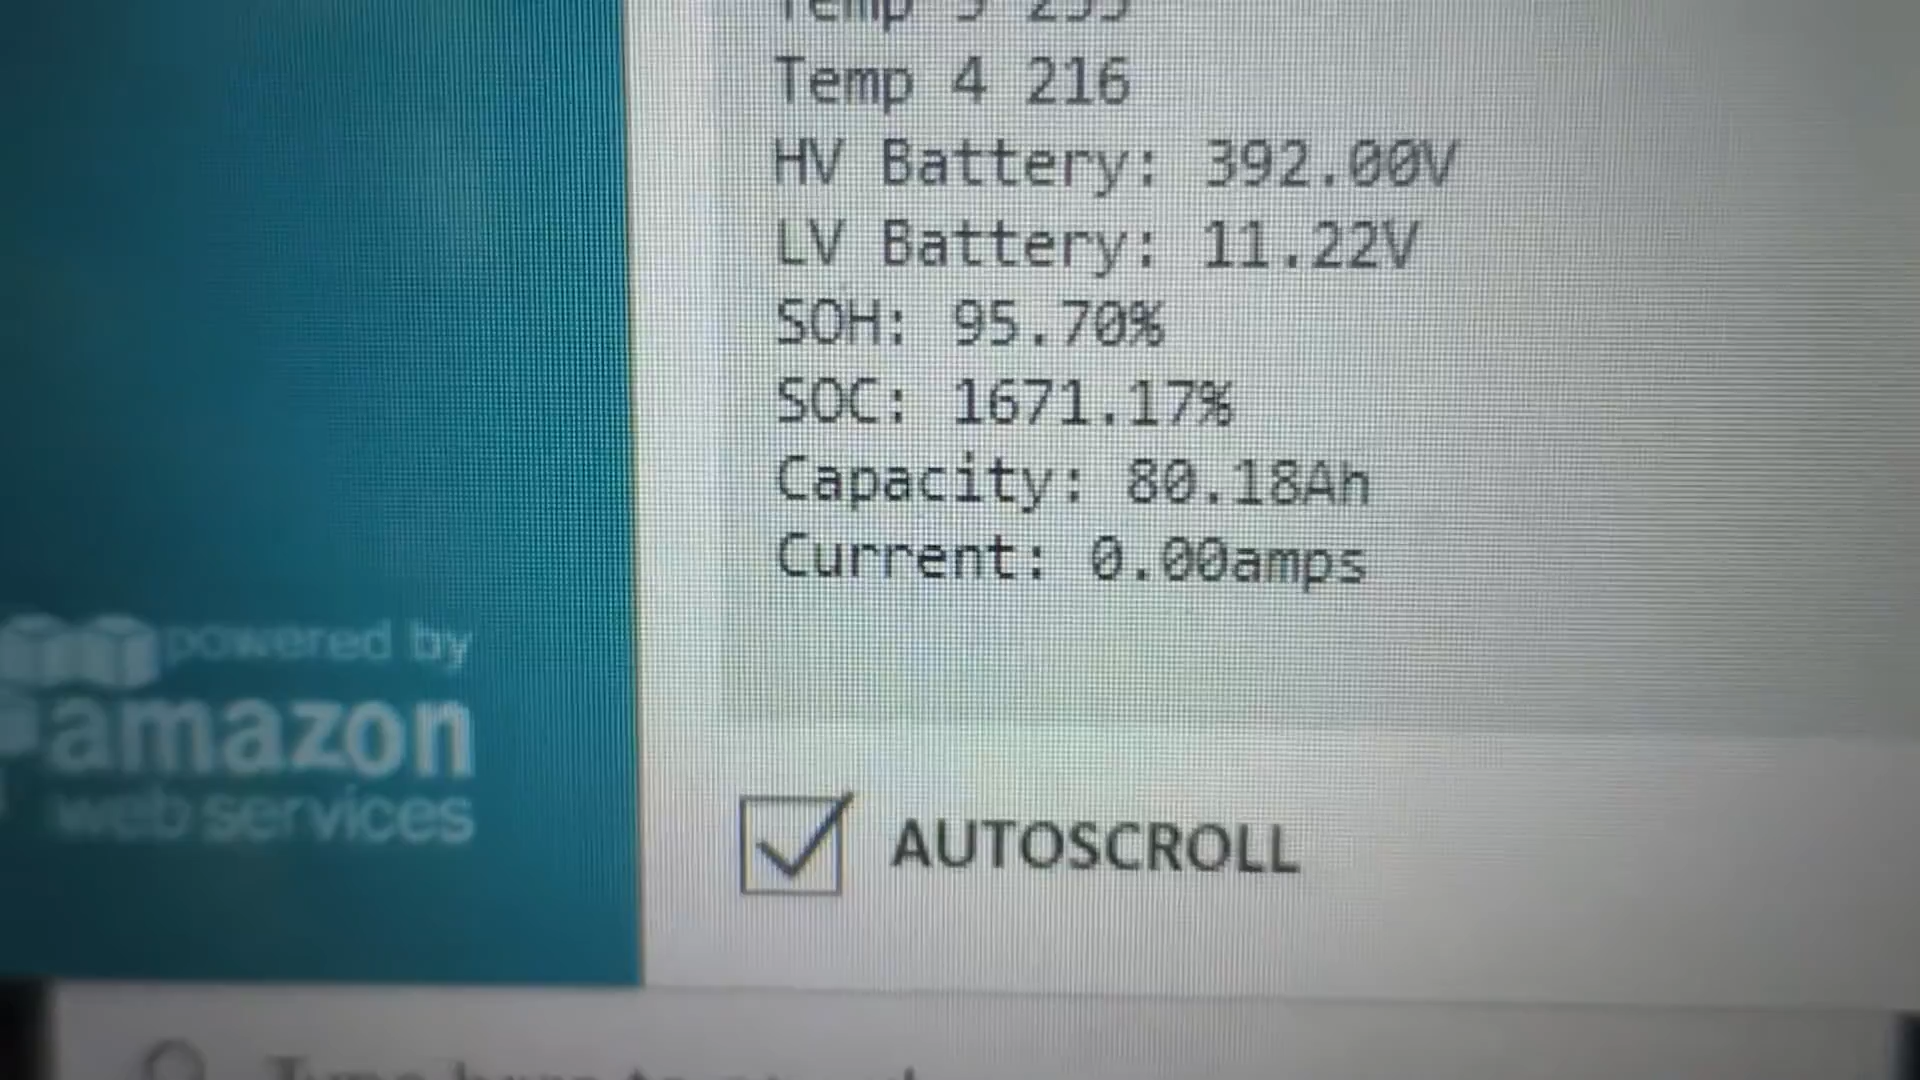 Temp 4 216
HV Battery: 392.00V
LV Battery: 11.22V
SOH: 95.70%
SOC: 1671.17%
Capacity: 80.18Ah
Current: 0.00amps
powered by
amazon
web services
AUTOSCROLL